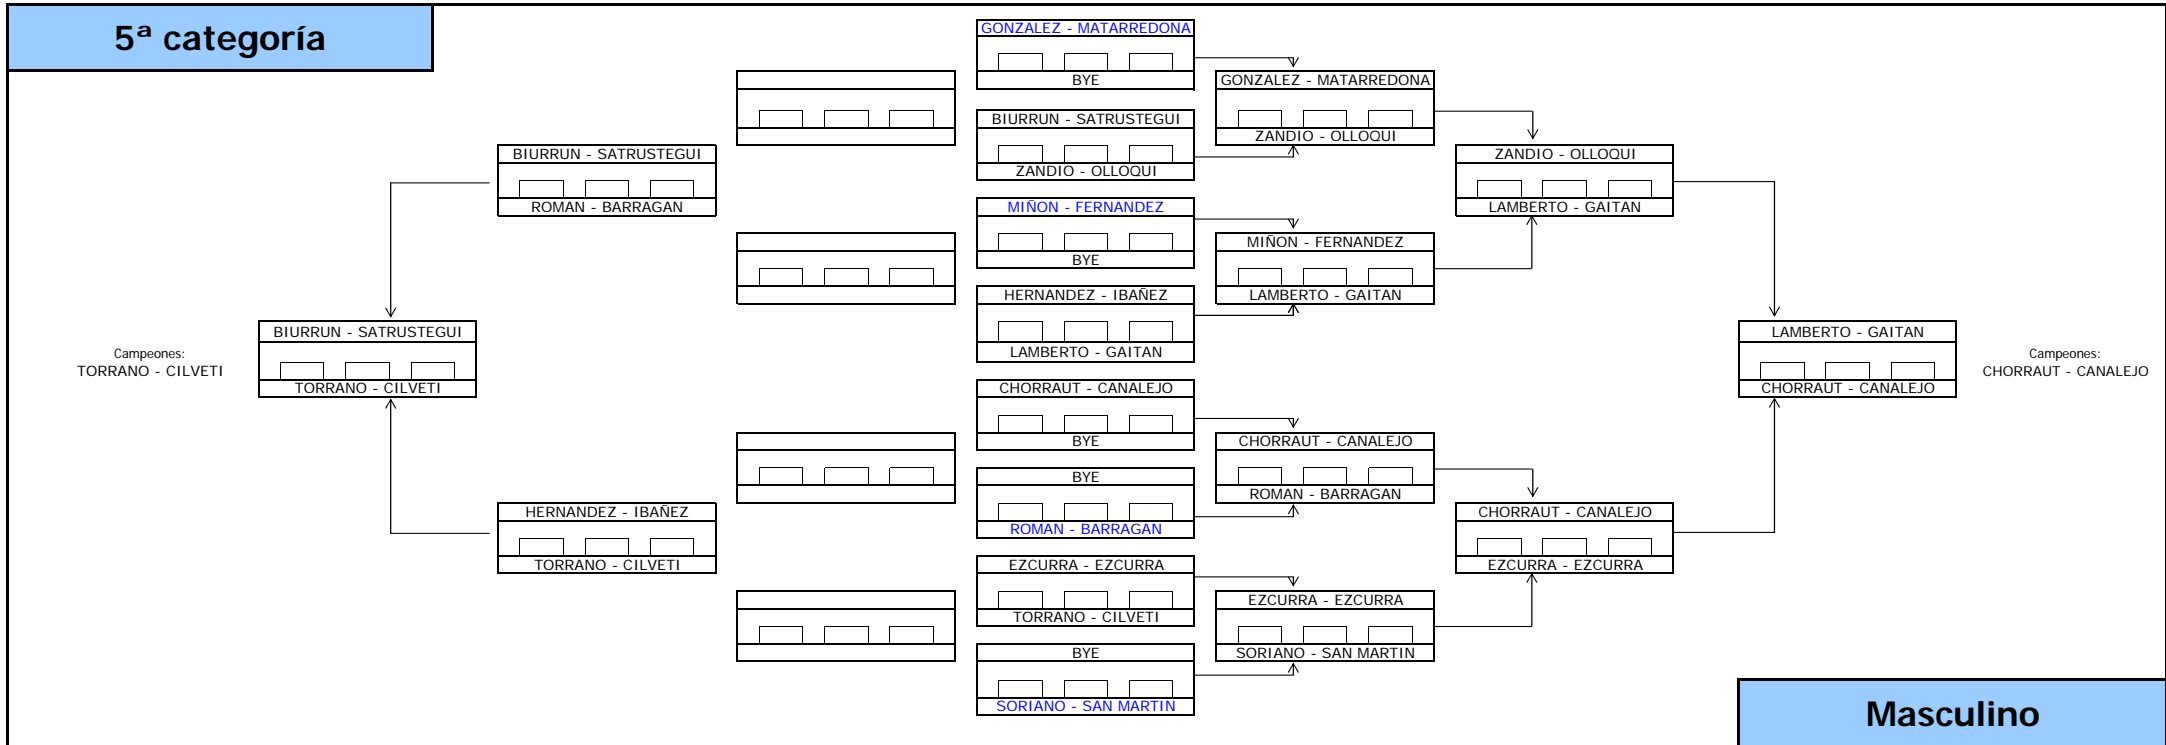 5ª categoría
GONZALEZ - MATARREDONA
BYE
BIURRUN - SATRUSTEGUI
ZANDIO - OLLOQUI
MIÑON - FERNANDEZ
BYE
HERNANDEZ - IBAÑEZ
LAMBERTO - GAITAN
CHORRAUT - CANALEJO
BYE
BYE
ROMAN - BARRAGAN
EZCURRA - EZCURRA
TORRANO - CILVETI
BYE
SORIANO - SAN MARTIN
GONZALEZ - MATARREDONA
ZANDIO - OLLOQUI
MIÑON - FERNANDEZ
LAMBERTO - GAITAN
CHORRAUT - CANALEJO
ROMAN - BARRAGAN
EZCURRA - EZCURRA
SORIANO - SAN MARTIN
ZANDIO - OLLOQUI
LAMBERTO - GAITAN
CHORRAUT - CANALEJO
EZCURRA - EZCURRA
LAMBERTO - GAITAN
CHORRAUT - CANALEJO
Campeones:
CHORRAUT - CANALEJO
BIURRUN - SATRUSTEGUI
ROMAN - BARRAGAN
HERNANDEZ - IBAÑEZ
TORRANO - CILVETI
BIURRUN - SATRUSTEGUI
TORRANO - CILVETI
Campeones:
TORRANO - CILVETI
Masculino